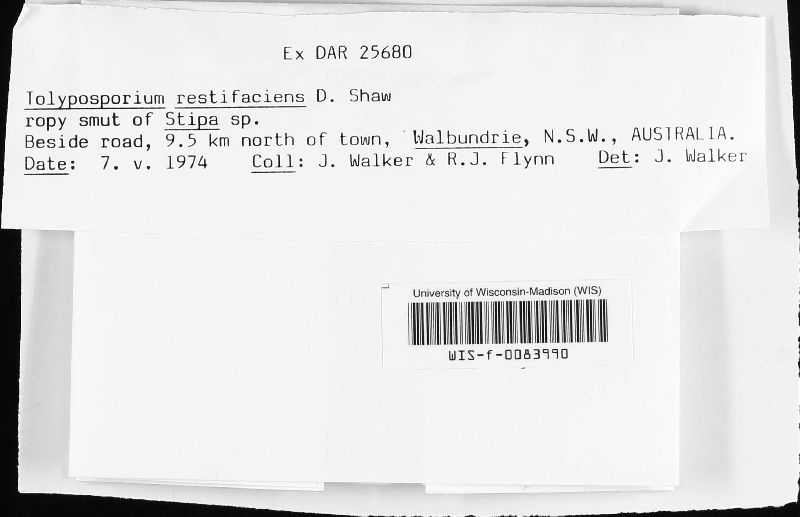 Ex DAR 25680
Tolyposporium restifaciens D. Shaw
ropy smut of Stipa sp.
Beside road, 9.5 km north of town, Walbundrie, N.S.W., AUSTRALIA.
Date: 7. v. 1974 Coll: J. Walker & R.J. Flynn Det: J. Walker
University of Wisconsin-Madison (WIS)
WIS-f-0083990